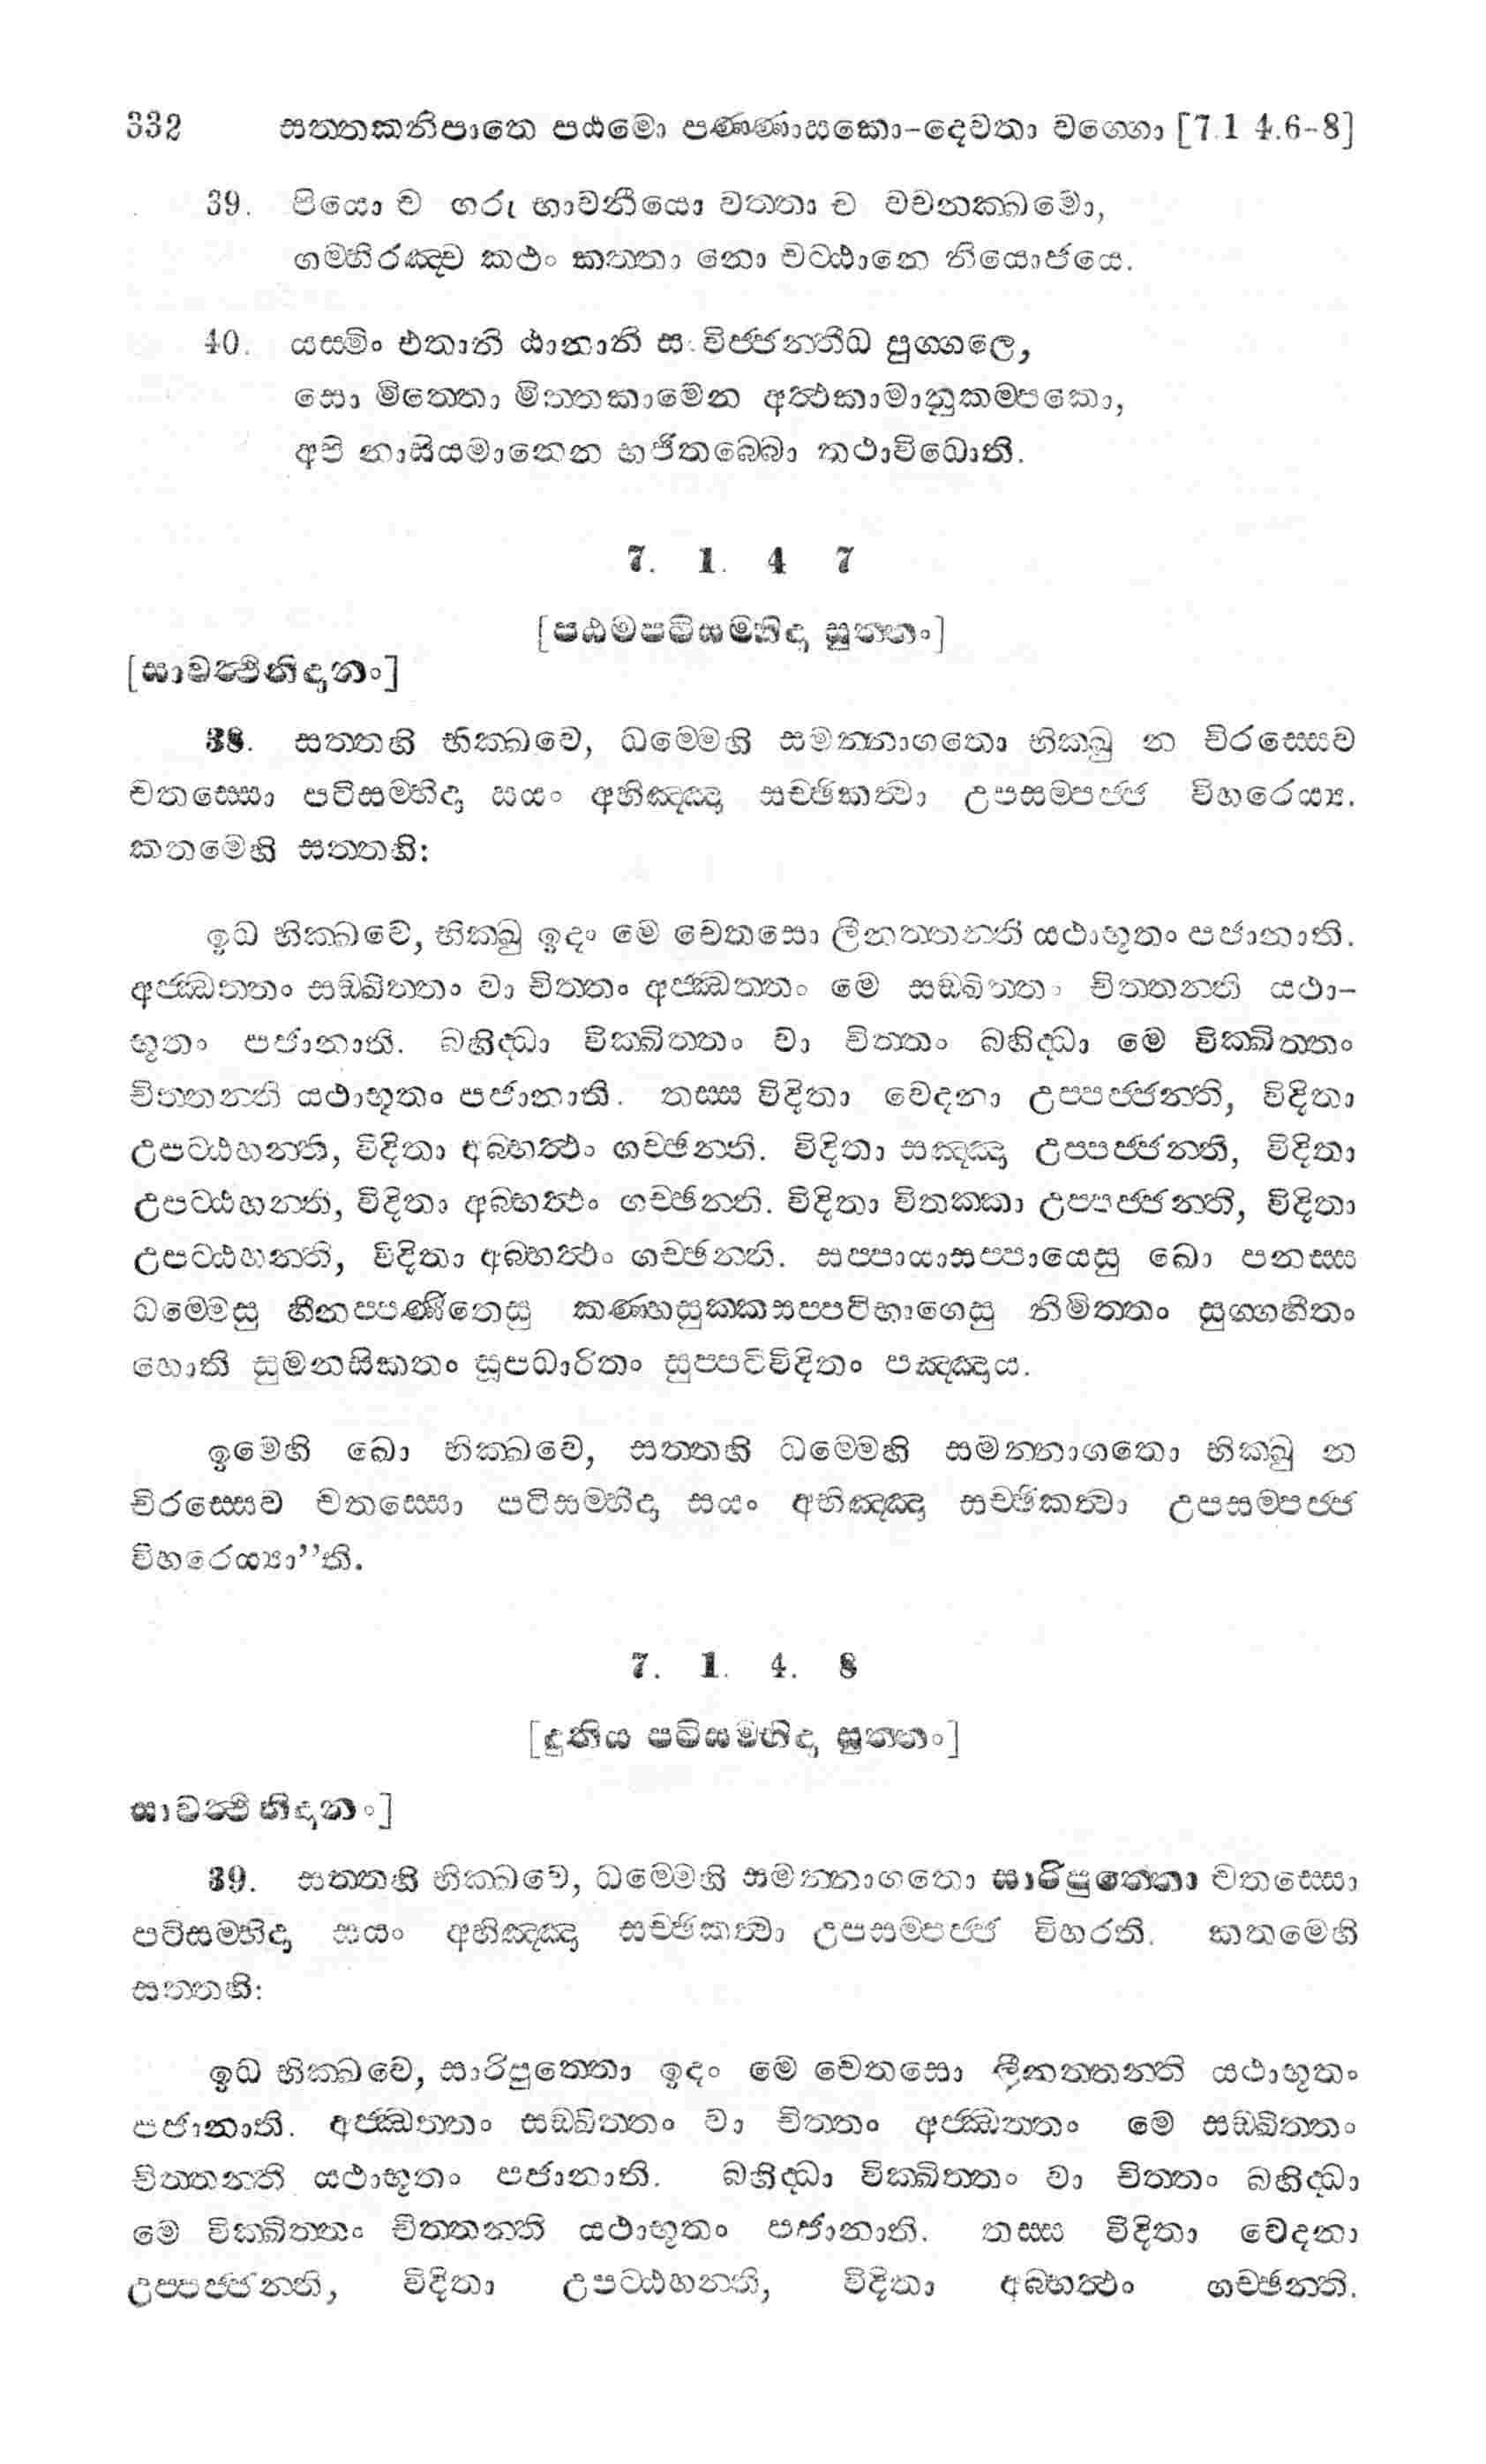 332 සත්තකනිපාතෙ පඨමො පණ්ණාසකො-දෙවතා වග්ගො [7.1 4.6-8]
39. පියො ච ගරු භාවනීයො වත්තා ච වචනක්ඛමො,
ගම්භීරඤ්ච කථං කත්තා නො චට්ඨානෙ නියොජයෙ.
40. යස්මිං එතානි ඨානානි සංවිජ්ජන්තීධ පුග්ගලෙ,
සො මිත්තො මිත්තකාමෙන අත්ථකාමානුකම්පකො,
අපි නාසියමානෙන භජිතබ්බො තථාවිධොති.
7. 1. 4 7
[පඨමපටිසම්භිදා සුත්තං]
[සාවත්ථිනිදානං]
38. සත්තහි භික්ඛවෙ, ධම්මෙහි සමන්නාගතො භික්ඛු න චිරස්සෙව
චතස්සො පටිසම්භිදා සයං අභිඤ්ඤා සච්ඡිකත්වා උපසම්පජ්ජ විහරෙය්‍ය.
කතමෙහි සත්තහි:
ඉධ භික්ඛවෙ, භික්ඛු ඉදං මෙ චෙතසො ලීනත්තන්ති යථාභූතං පජානාති.
අජ්ඣත්තං සඞ්ඛිත්තං වා චිත්තං අජ්ඣත්තං මෙ සඞ්ඛිත්තං චිත්තන්ති යථා-
භූතං පජානාති. බහිද්ධා වික්ඛිත්තං වා චිත්තං බහිද්ධා මෙ වික්ඛිත්තං
චිත්තන්ති යථාභූතං පජානාති. තස්ස විදිතා වෙදනා උප්පජ්ජන්ති, විදිතා
උපට්ඨහන්ති, විදිතා අබ්භත්ථං ගච්ඡන්ති. විදිතා සඤ්ඤා උප්පජ්ජන්ති, විදිතා
උපට්ඨහන්ති, විදිතා අබ්භත්ථං ගච්ඡන්ති. විදිතා විතක්කා උප්පජ්ජන්ති, විදිතා
උපට්ඨහන්ති, විදිතා අබ්භත්ථං ගච්ඡන්ති. සප්පායාසප්පායෙසු ඛො පනස්ස
ධම්මෙසු හීනප්පණීතෙසු කණ්හසුක්කසප්පටිභාගෙසු නිමිත්තං සුග්ගහීතං
හොති සුමනසිකතං සූපධාරිතං සුප්පටිවිදිතං පඤ්ඤාය.
ඉමෙහි ඛො භික්ඛවෙ, සත්තහි ධම්මෙහි සමන්නාගතො භික්ඛු න
චිරස්සෙව චතස්සො පටිසම්භිදා සයං අභිඤ්ඤා සච්ඡිකත්වා උපසම්පජ්ජ
විහරෙය්‍යා’’ති.
7. 1. 4. 8
[දුතිය පටිසම්භිදා සුත්තං]
සාවත්ථි නිදානං]
39. සත්තහි භික්ඛවෙ, ධම්මෙහි සමන්නාගතො සාරිපුත්තො චතස්සො
පටිසම්භිදා සයං අභිඤ්ඤා සච්ඡිකත්වා උපසම්පජ්ජ විහරති. කතමෙහි
සත්තහි:
ඉධ භික්ඛවෙ, සාරිපුත්තො ඉදං මෙ චෙතසො ලීනත්තන්ති යථාභූතං
පජානාති. අජ්ඣත්තං සඞ්ඛිත්තං වා චිත්තං අජ්ඣත්තං මෙ සඞ්ඛිත්තං
චිත්තන්ති යථාභූතං පජානාති. බහිද්ධා වික්ඛිත්තං වා චිත්තං බහිද්ධා
මෙ වික්ඛිත්තං චිත්තන්ති යථාභූතං පජානාති. තස්ස විදිතා වෙදනා
උප්පජ්ජන්ති, විදිතා උපට්ඨහන්ති, විදිතා අබ්භත්ථං ගච්ඡන්ති.